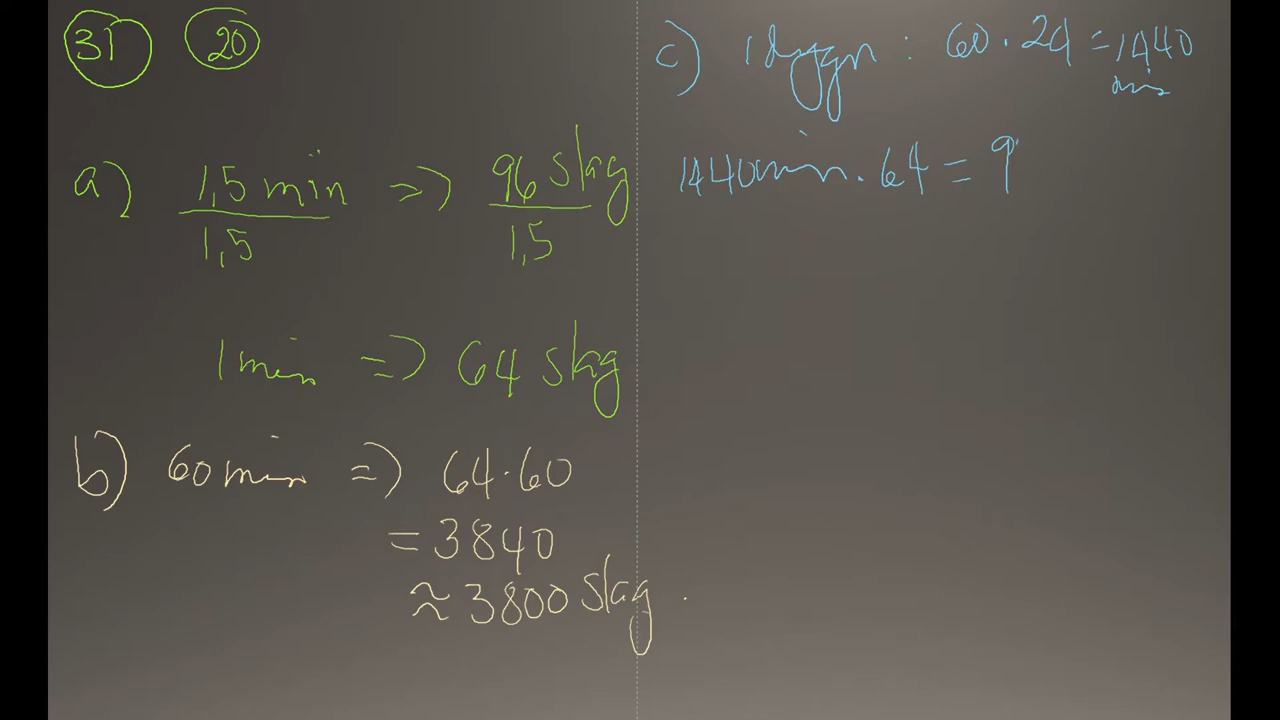 31 20
a) 1,5 min => 96 slag
1,5 1,5
1 min => 64 slag
b) 60 min => 64·60
= 3840
≈ 3800 slag.
c) 1 dygn : 60 · 24 = 1440
min
1440 min · 64 = 9